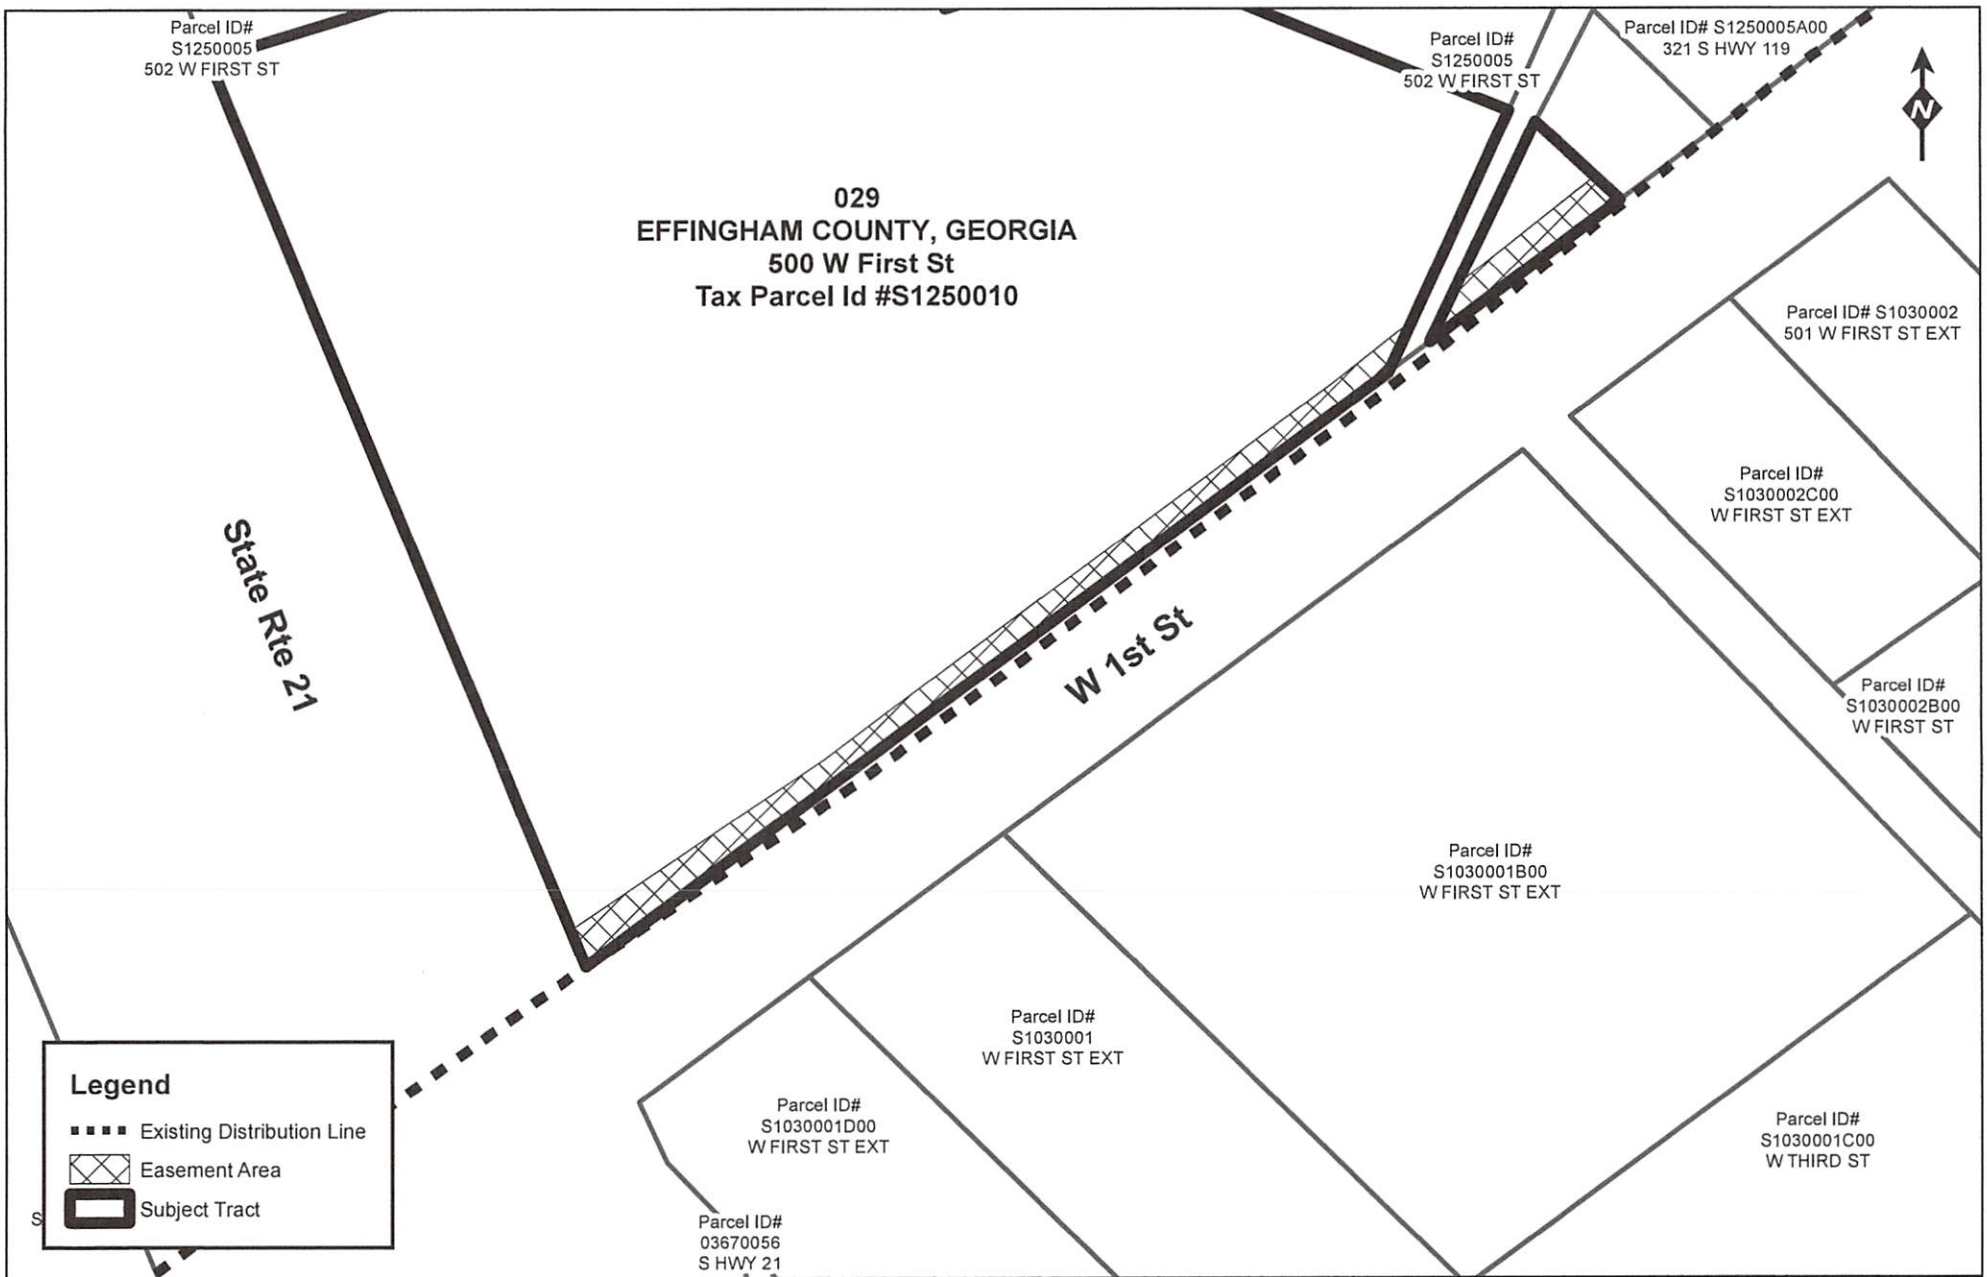 Parcel ID#
S1250005
502 W FIRST ST
Parcel ID#
S1250005
502 W FIRST ST
Parcel ID# S1250005A00
321 S HWY 119
N
029
EFFINGHAM COUNTY, GEORGIA
500 W First St
Tax Parcel Id #S1250010
Parcel ID# S1030002
501 W FIRST ST EXT
Parcel ID#
S1030002C00
W FIRST ST EXT
State Rte 21
W 1st St
Parcel ID#
S1030002B00
W FIRST ST
Parcel ID#
S1030001B00
W FIRST ST EXT
Parcel ID#
S1030001
W FIRST ST EXT
Parcel ID#
S1030001D00
W FIRST ST EXT
Parcel ID#
S1030001C00
W THIRD ST
Parcel ID#
03670056
S HWY 21
Legend
Existing Distribution Line
Easement Area
Subject Tract
S